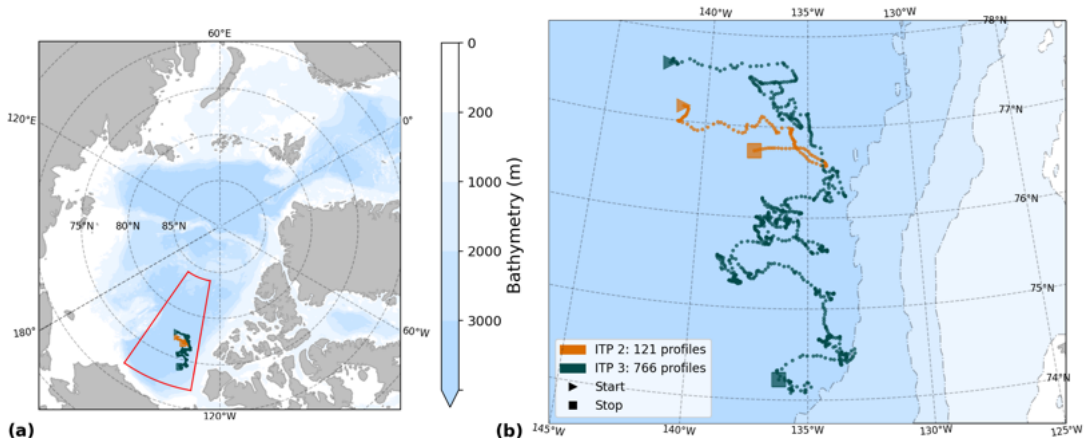 60°E
120°E
0°
75°N 80°N 85°N
180°
60°W
120°W
(a)
0
200
1000
2000
3000
Bathymetry (m)
140°W 135°W 130°W
78°N
77°N
76°N
75°N
74°N
ITP 2: 121 profiles
ITP 3: 766 profiles
Start
Stop
145°W 140°W 135°W 130°W 125°W
(b)